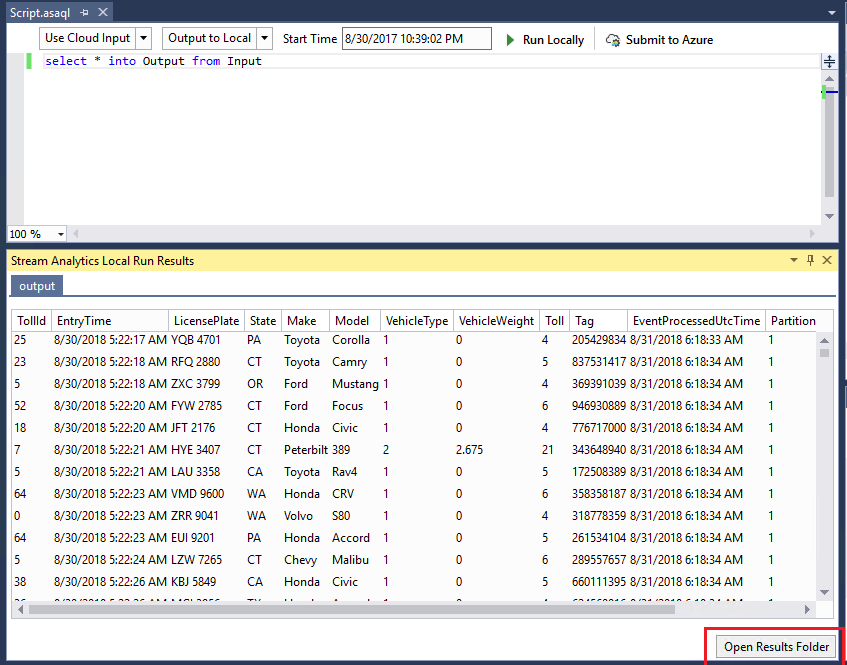 Script.asaql
Use Cloud Input Output to Local Start Time 8/30/2017 10:39:02 PM Run Locally Submit to Azure
select * into Output from Input
100 %
Stream Analytics Local Run Results
output
TollId EntryTime LicensePlate State Make Model VehicleType VehicleWeight Toll Tag EventProcessedUtcTime Partition
25 8/30/2018 5:22:17 AM YQB 4701 PA Toyota Corolla 1 0 4 205429834 8/31/2018 6:18:33 AM 1
23 8/30/2018 5:22:18 AM RFQ 2880 CT Toyota Camry 1 0 5 837531417 8/31/2018 6:18:34 AM 1
5 8/30/2018 5:22:18 AM ZXC 3799 OR Ford Mustang 1 0 4 369391039 8/31/2018 6:18:34 AM 1
52 8/30/2018 5:22:20 AM FYW 2785 CT Ford Focus 1 0 6 946930889 8/31/2018 6:18:34 AM 1
18 8/30/2018 5:22:20 AM JFT 2176 CT Honda Civic 1 0 4 776717000 8/31/2018 6:18:34 AM 1
7 8/30/2018 5:22:21 AM HYE 3407 CT Peterbilt 389 2 2.675 21 343648940 8/31/2018 6:18:34 AM 1
5 8/30/2018 5:22:21 AM LAU 3358 CA Toyota Rav4 1 0 5 172508389 8/31/2018 6:18:34 AM 1
64 8/30/2018 5:22:23 AM VMD 9600 WA Honda CRV 1 0 6 358358187 8/31/2018 6:18:34 AM 1
0 8/30/2018 5:22:23 AM ZRR 9041 WA Volvo S80 1 0 4 318778359 8/31/2018 6:18:34 AM 1
64 8/30/2018 5:22:23 AM EUI 9201 PA Honda Accord 1 0 5 261534104 8/31/2018 6:18:34 AM 1
5 8/30/2018 5:22:24 AM LZW 7265 CT Chevy Malibu 1 0 6 289557657 8/31/2018 6:18:34 AM 1
38 8/30/2018 5:22:26 AM KBJ 5849 CA Honda Civic 1 0 5 660111395 8/31/2018 6:18:34 AM 1
Open Results Folder